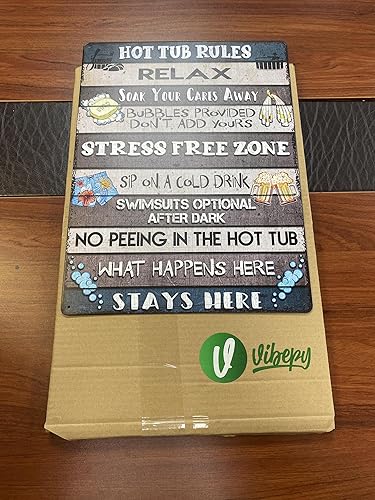 HOT TUB RULES
RELAX
SOAK YOUR CARES AWAY
BUBBLES PROVIDED
DON'T ADD YOURS
STRESS FREE ZONE
SIP ON A COLD DRINK
SWIMSUITS OPTIONAL
AFTER DARK
NO PEEING IN THE HOT TUB
WHAT HAPPENS HERE
STAYS HERE
V Vibepy